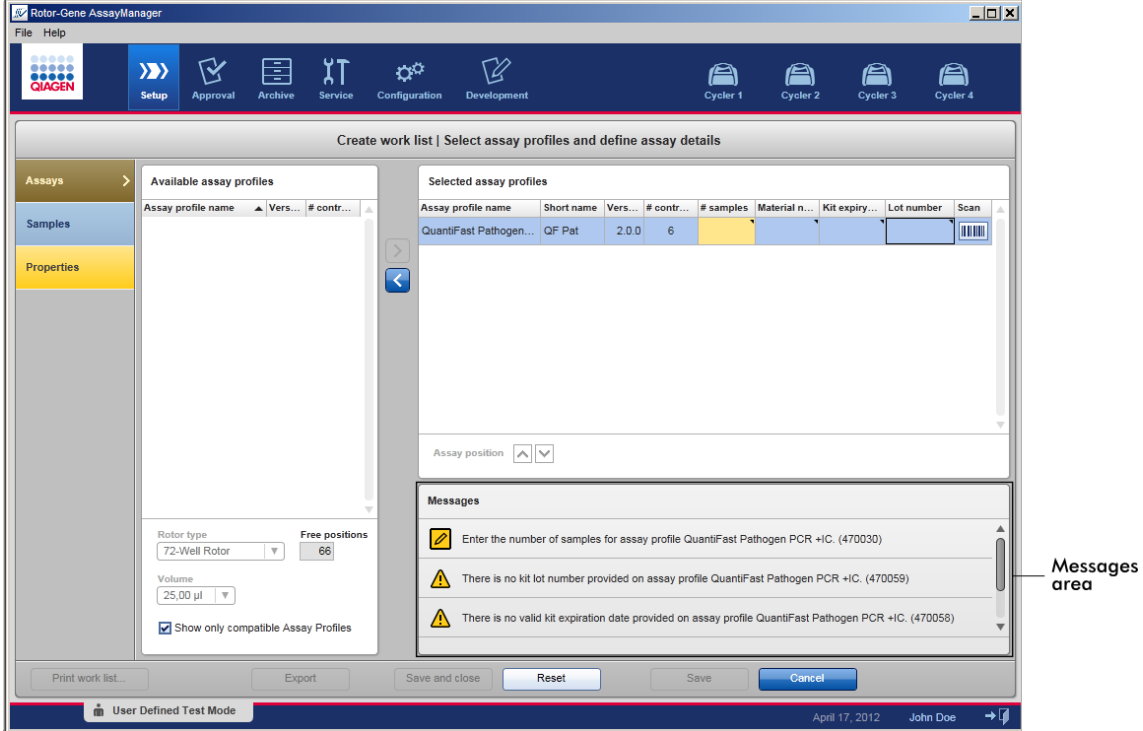 Rotor-Gene AssayManager
File Help
QIAGEN
Setup Approval Archive Service Configuration Development Cycler 1 Cycler 2 Cycler 3 Cycler 4
Create work list | Select assay profiles and define assay details
Assays
Samples
Properties
Available assay profiles
Assay profile name Vers... # contr...
Rotor type Free positions
72-Well Rotor 66
Volume
25,00 µl
Show only compatible Assay Profiles
Selected assay profiles
Assay profile name Short name Vers... # contr... # samples Material n... Kit expiry... Lot number Scan
QuantiFast Pathogen... QF Pat 2.0.0 6
Assay position
Messages
Enter the number of samples for assay profile QuantiFast Pathogen PCR +IC. (470030)
There is no kit lot number provided on assay profile QuantiFast Pathogen PCR +IC. (470059)
There is no valid kit expiration date provided on assay profile QuantiFast Pathogen PCR +IC. (470058)
Messages
area
Print work list... Export Save and close Reset Save Cancel
User Defined Test Mode
April 17, 2012 John Doe